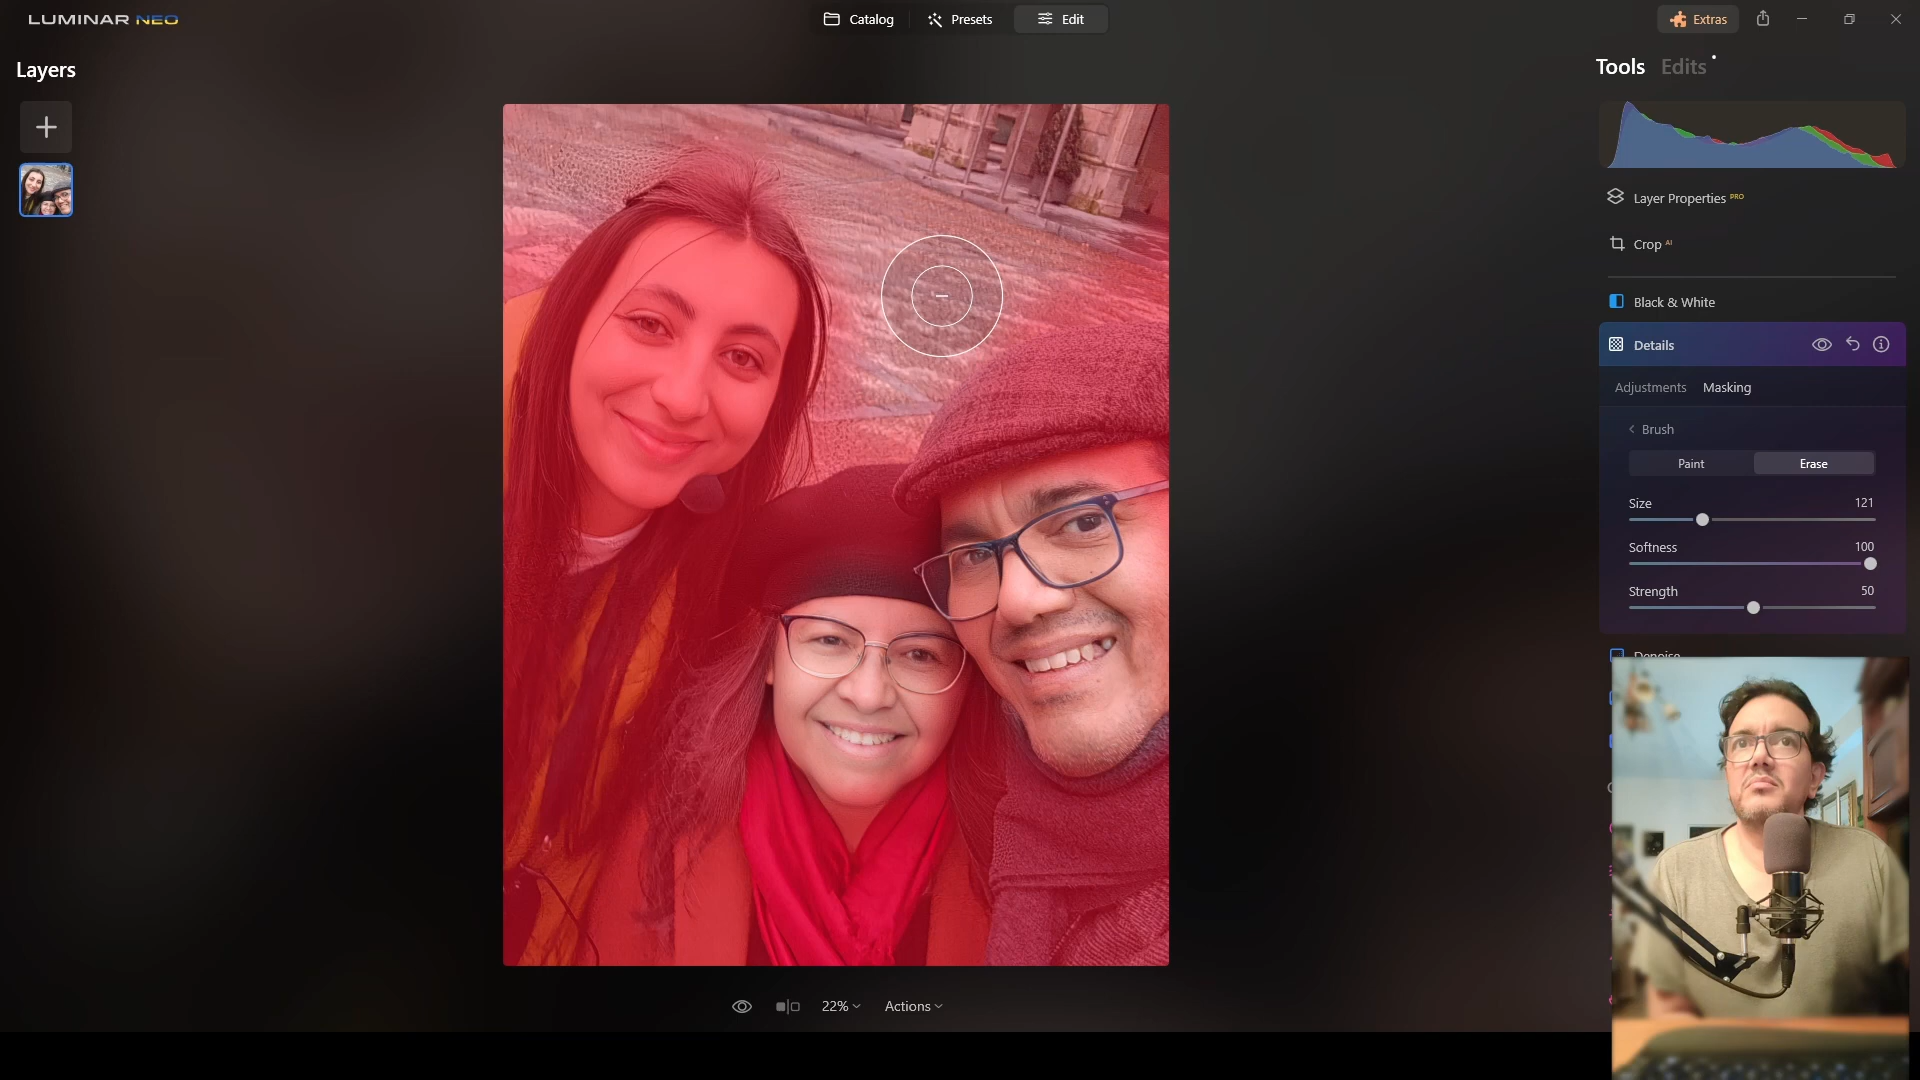 LUMINAR NEO
Catalog
Presets
Edit
Extras
Layers
Tools
Edits
Layer Properties PRO
Crop AI
Black & White
Details
Adjustments
Masking
Brush
Paint
Erase
Size
121
Softness
100
Strength
50
Denoise
22%
Actions